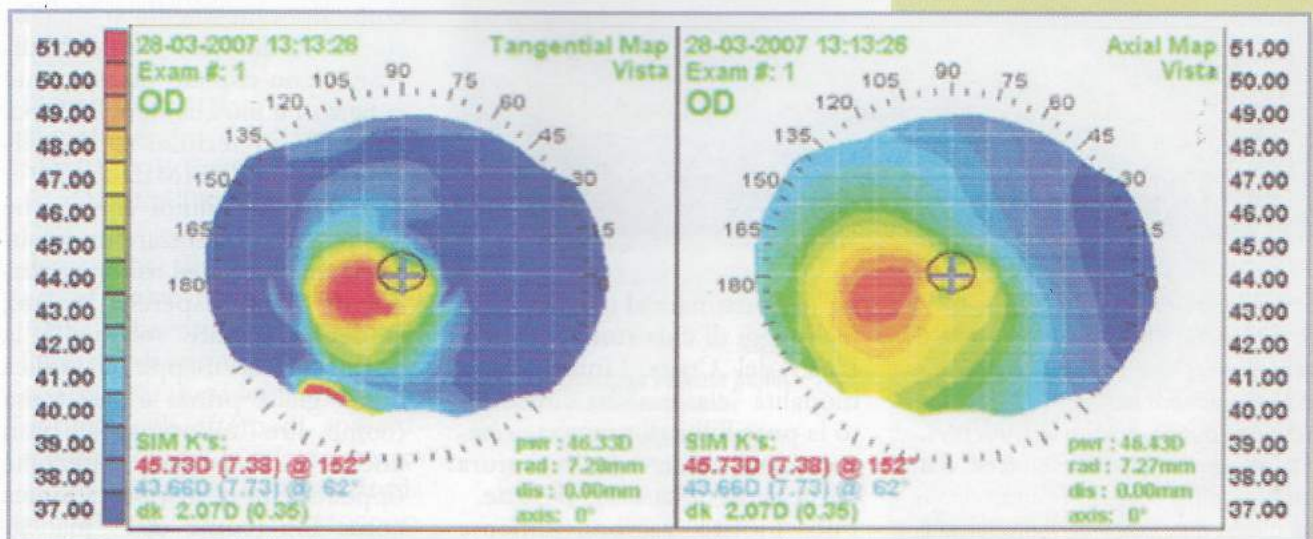 51.00
50.00
49.00
48.00
47.00
46.00
45.00
44.00
43.00
42.00
41.00
40.00
39.00
38.00
37.00
28-03-2007 13:13:26
Exam #: 1
OD
Tangential Map
Vista
90
105
75
120
60
135
45
150
30
165
15
180
0
SIM K's:
45.73D (7.38) @ 152°
43.66D (7.73) @ 62°
dk 2.07D (0.35)
pwr : 46.33D
rad : 7.28mm
dis : 0.00mm
axis: 0°
28-03-2007 13:13:26
Exam #: 1
OD
Axial Map
Vista
90
105
75
120
60
135
45
150
30
165
15
180
0
SIM K's:
45.73D (7.38) @ 152°
43.66D (7.73) @ 62°
dk 2.07D (0.35)
pwr : 46.43D
rad : 7.27mm
dis : 0.00mm
axis: 0°
51.00
50.00
49.00
48.00
47.00
46.00
45.00
44.00
43.00
42.00
41.00
40.00
39.00
38.00
37.00